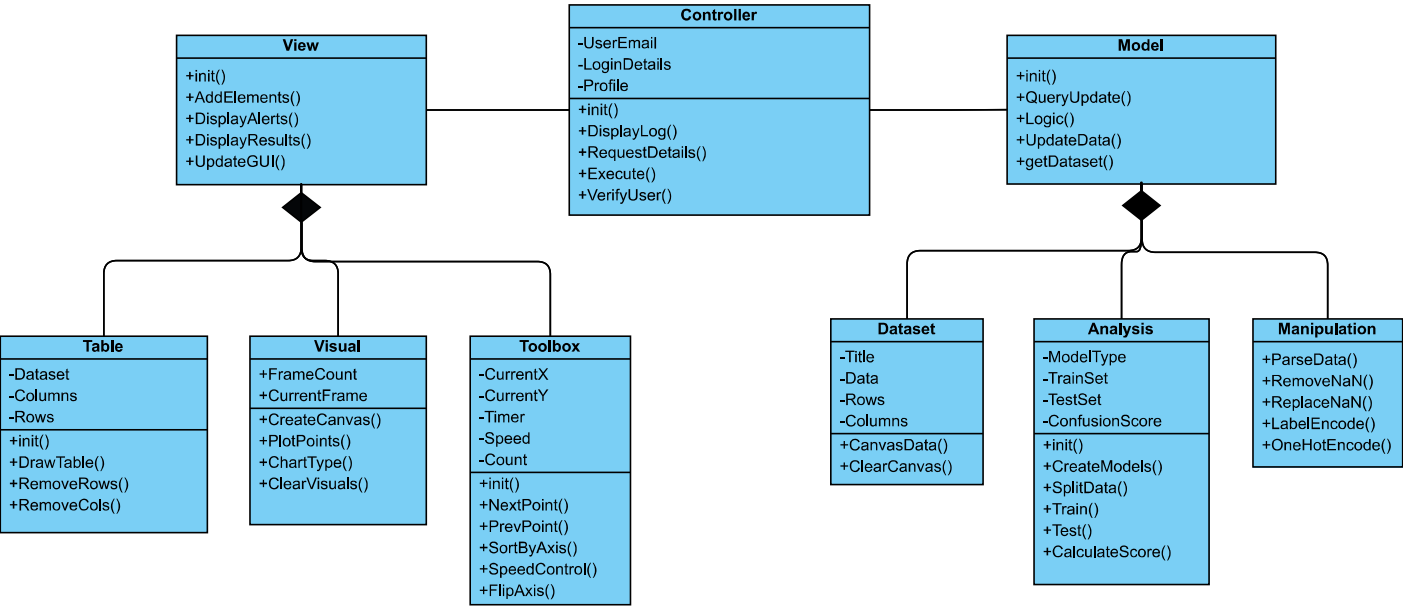 View
+init()
+AddElements()
+DisplayAlerts()
+DisplayResults()
+UpdateGUI()
Controller
-UserEmail
-LoginDetails
-Profile
+init()
+DisplayLog()
+RequestDetails()
+Execute()
+VerifyUser()
Model
+init()
+QueryUpdate()
+Logic()
+UpdateData()
+getDataset()
Table
-Dataset
-Columns
-Rows
+init()
+DrawTable()
+RemoveRows()
+RemoveCols()
Visual
+FrameCount
+CurrentFrame
+CreateCanvas()
+PlotPoints()
+ChartType()
+ClearVisuals()
Toolbox
-CurrentX
-CurrentY
-Timer
-Speed
-Count
+init()
+NextPoint()
+PrevPoint()
+SortByAxis()
+SpeedControl()
+FlipAxis()
Dataset
-Title
-Data
-Rows
-Columns
+CanvasData()
+ClearCanvas()
Analysis
-ModelType
-TrainSet
-TestSet
-ConfusionScore
+init()
+CreateModels()
+SplitData()
+Train()
+Test()
+CalculateScore()
Manipulation
+ParseData()
+RemoveNaN()
+ReplaceNaN()
+LabelEncode()
+OneHotEncode()